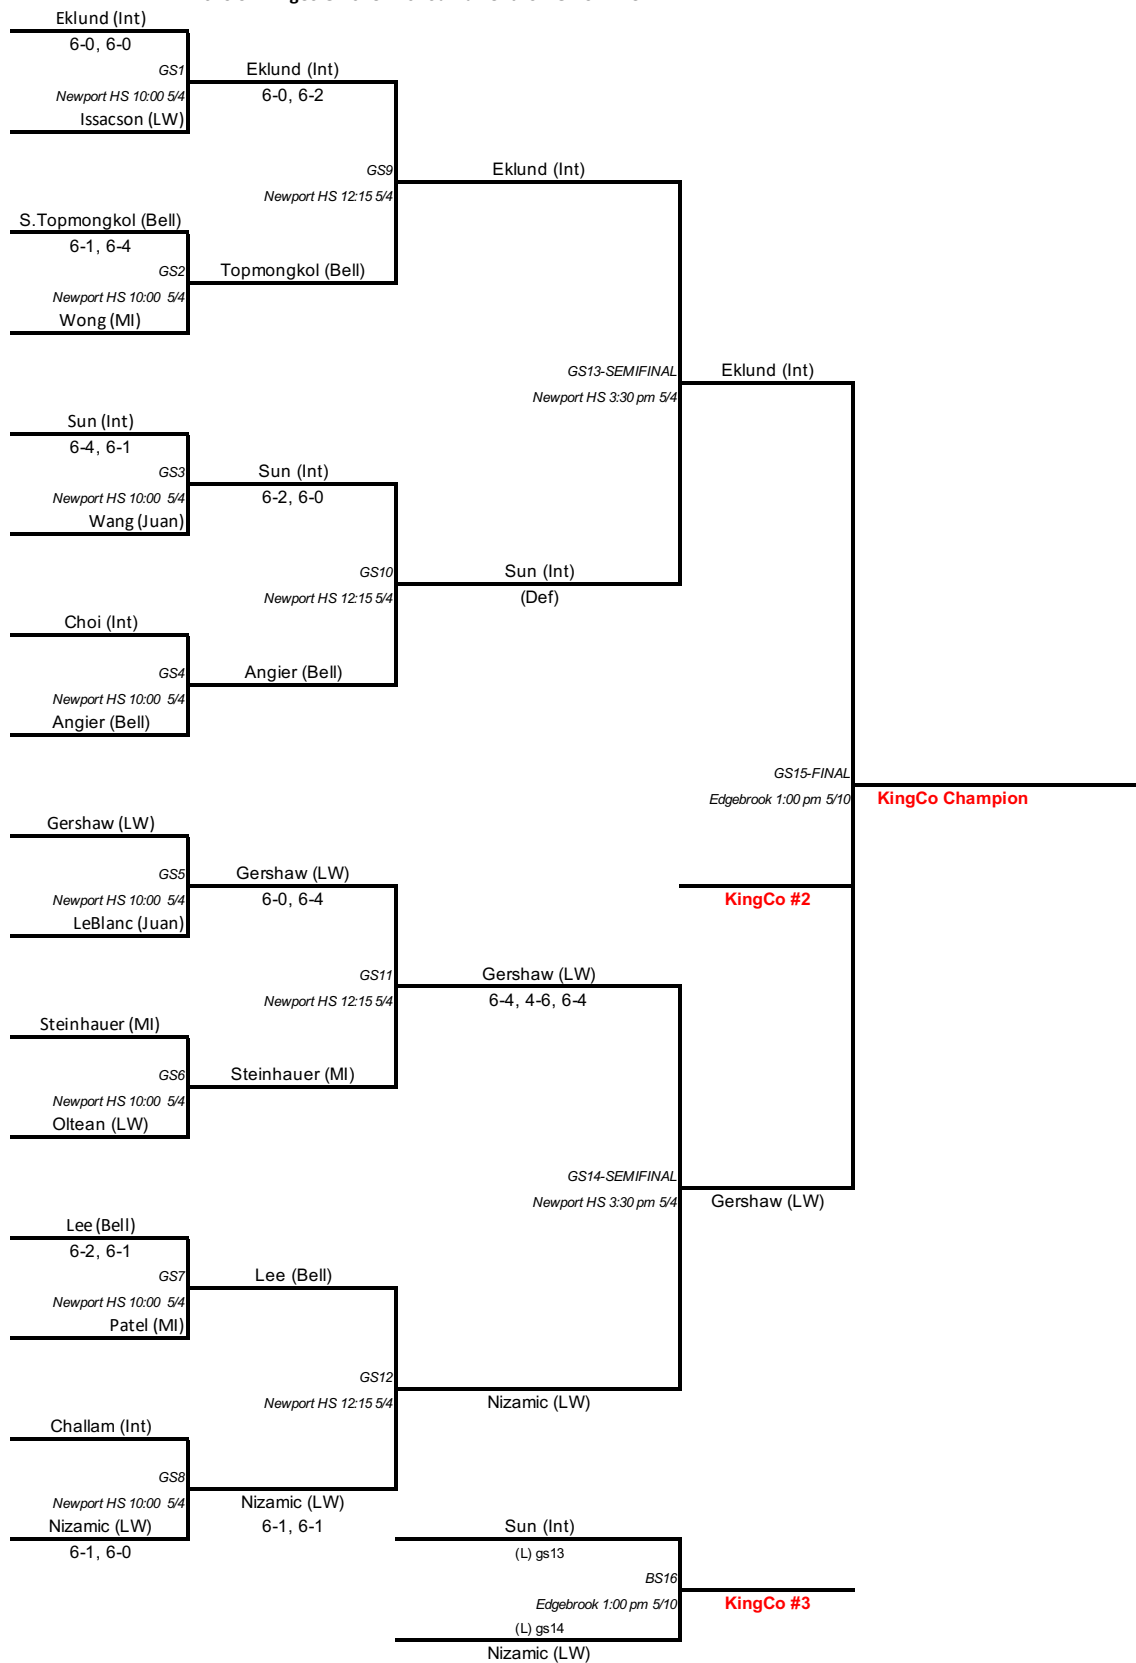 Eklund (Int)
6-0, 6-0
GS1
Newport HS 10:00 5/4
Issacson (LW)
Eklund (Int)
6-0, 6-2
GS9
Newport HS 12:15 5/4
Eklund (Int)
S.Topmongkol (Bell)
6-1, 6-4
GS2
Newport HS 10:00 5/4
Wong (MI)
Topmongkol (Bell)
GS13-SEMIFINAL
Newport HS 3:30 pm 5/4
Eklund (Int)
Sun (Int)
6-4, 6-1
GS3
Newport HS 10:00 5/4
Wang (Juan)
Sun (Int)
6-2, 6-0
GS10
Newport HS 12:15 5/4
Sun (Int)
(Def)
Choi (Int)
GS4
Newport HS 10:00 5/4
Angier (Bell)
Angier (Bell)
GS15-FINAL
Edgebrook 1:00 pm 5/10
KingCo Champion
Gershaw (LW)
GS5
Newport HS 10:00 5/4
LeBlanc (Juan)
Gershaw (LW)
6-0, 6-4
KingCo #2
GS11
Newport HS 12:15 5/4
Gershaw (LW)
6-4, 4-6, 6-4
Steinhauer (MI)
GS6
Newport HS 10:00 5/4
Oltean (LW)
Steinhauer (MI)
GS14-SEMIFINAL
Newport HS 3:30 pm 5/4
Gershaw (LW)
Lee (Bell)
6-2, 6-1
GS7
Newport HS 10:00 5/4
Patel (MI)
Lee (Bell)
GS12
Newport HS 12:15 5/4
Nizamic (LW)
Challam (Int)
GS8
Newport HS 10:00 5/4
Nizamic (LW)
6-1, 6-0
Nizamic (LW)
6-1, 6-1
Sun (Int)
(L) gs13
BS16
Edgebrook 1:00 pm 5/10
KingCo #3
(L) gs14
Nizamic (LW)